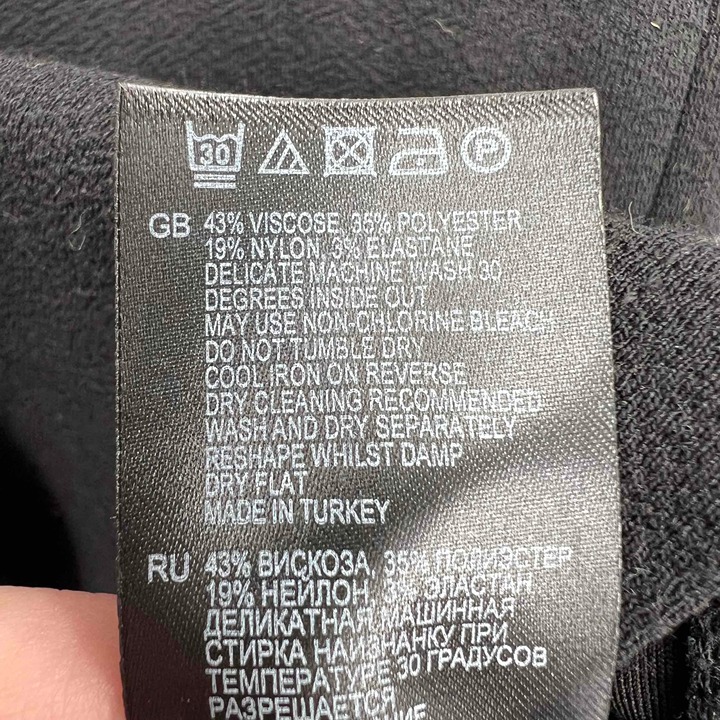 30 P
GB 43% VISCOSE, 35% POLYESTER
19% NYLON, 3% ELASTANE
DELICATE MACHINE WASH 30
DEGREES INSIDE OUT
MAY USE NON-CHLORINE BLEACH
DO NOT TUMBLE DRY
COOL IRON ON REVERSE
DRY CLEANING RECOMMENDED
WASH AND DRY SEPARATELY
RESHAPE WHILST DAMP
DRY FLAT
MADE IN TURKEY
RU 43% ВИСКОЗА, 35% ПОЛИЭСТЕР
19% НЕЙЛОН, 3% ЭЛАСТАН
ДЕЛИКАТНАЯ МАШИННАЯ
СТИРКА НАИЗНАНКУ ПРИ
ТЕМПЕРАТУРЕ 30 ГРАДУСОВ
РАЗРЕШАЕТСЯ